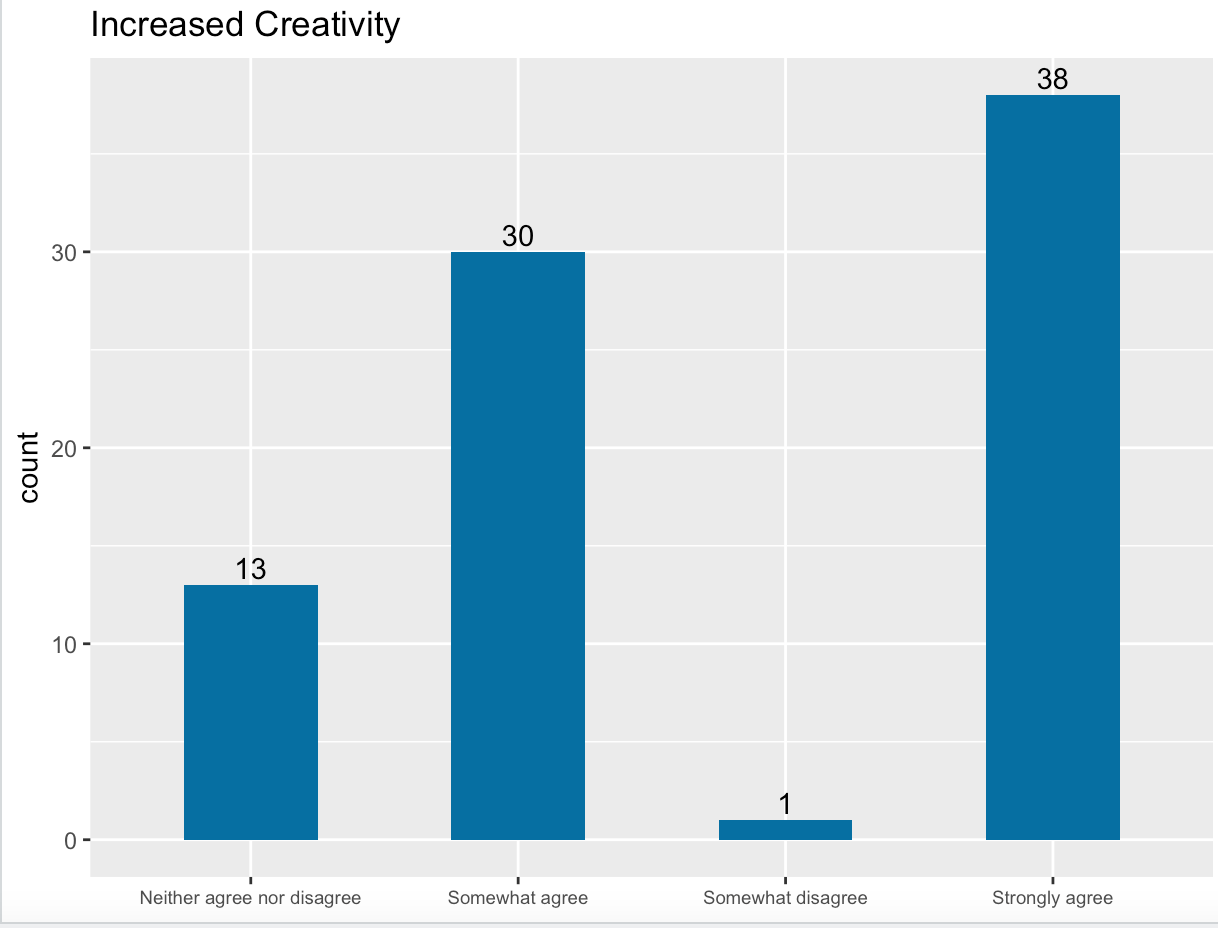 Increased Creativity
38
30
13
1
30
20
10
0
count
Neither agree nor disagree
Somewhat agree
Somewhat disagree
Strongly agree